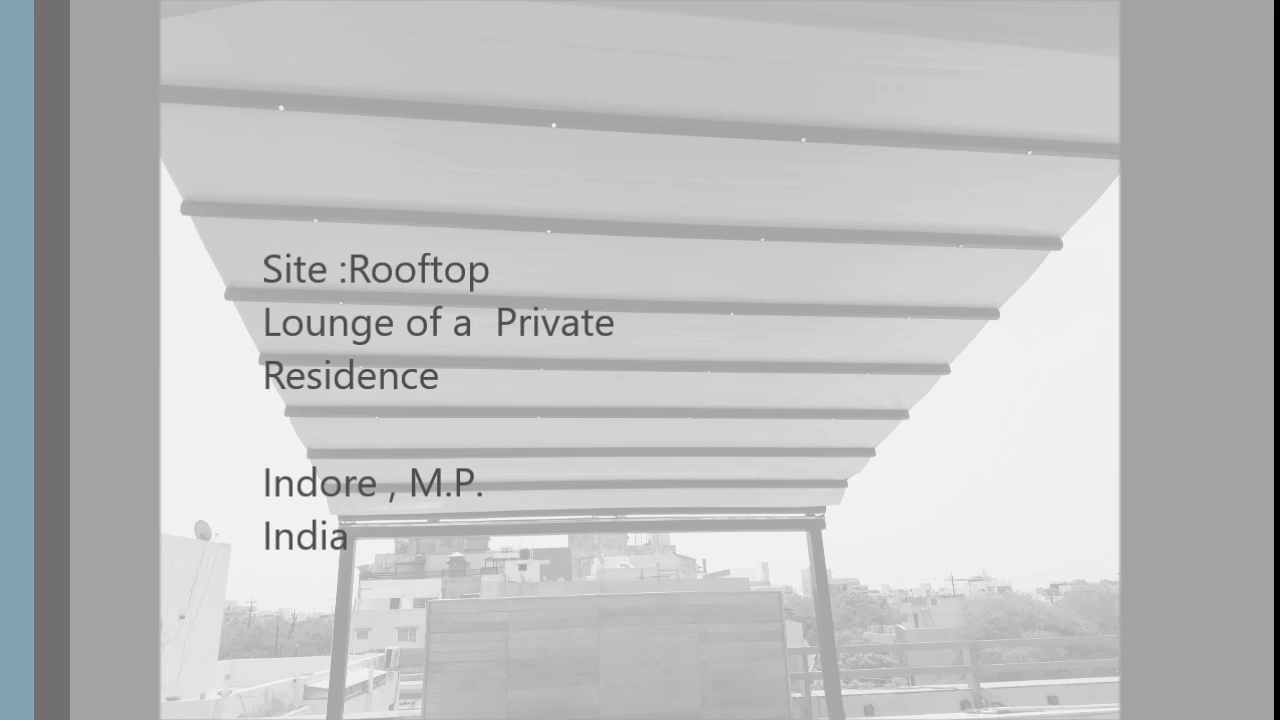 Site :Rooftop
Lounge of a  Private
Residence
Indore , M.P.
India